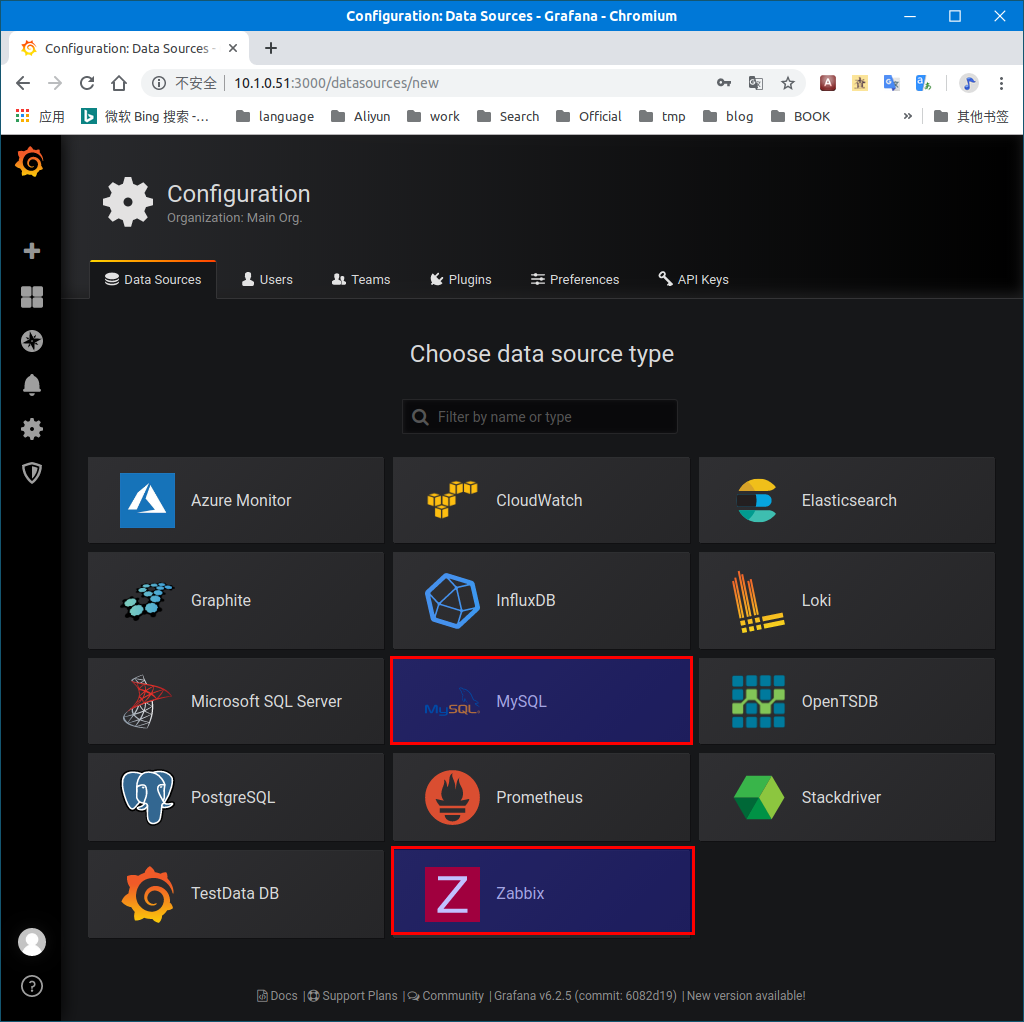 Configuration: Data Sources - Grafana - Chromium
Configuration: Data Sources -
不安全 10.1.0.51:3000/datasources/new
应用 微软 Bing 搜索 -... language Aliyun work Search Official tmp blog BOOK » 其他书签
Configuration
Organization: Main Org.
Data Sources Users Teams Plugins Preferences API Keys
Choose data source type
Filter by name or type
Azure Monitor CloudWatch Elasticsearch
Graphite InfluxDB Loki
Microsoft SQL Server MySQL MySQL OpenTSDB
PostgreSQL Prometheus Stackdriver
TestData DB Z Zabbix
Docs | Support Plans | Community | Grafana v6.2.5 (commit: 6082d19) | New version available!